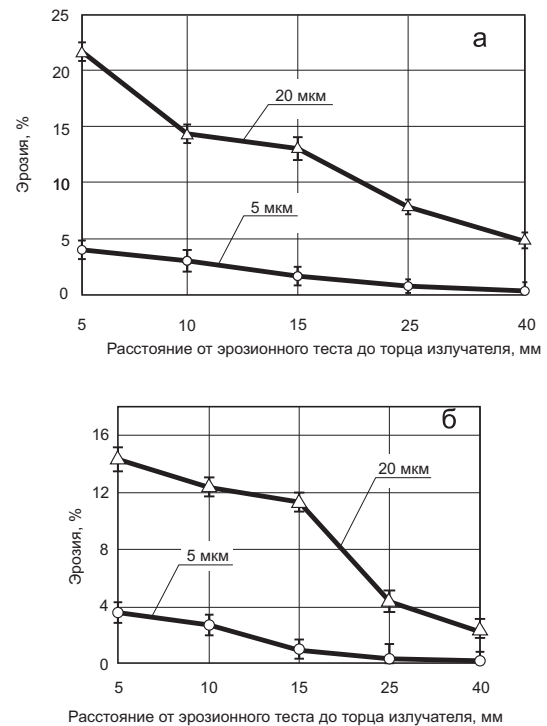 25
а
20
20 мкм
15
Эрозия, %
10
5 мкм
5
0
5 10 15 25 40
Расстояние от эрозионного теста до торца излучателя, мм
б
16
20 мкм
12
Эрозия, %
8
5 мкм
4
0
5 10 15 25 40
Расстояние от эрозионного теста до торца излучателя, мм